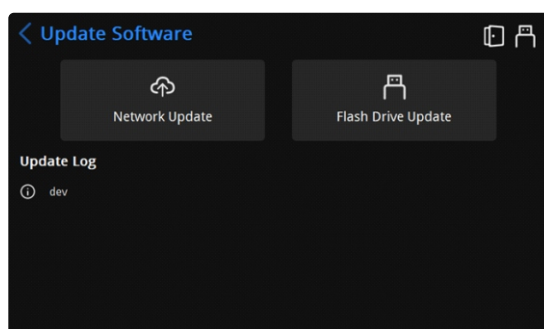 Update Software
Network Update
Flash Drive Update
Update Log
dev